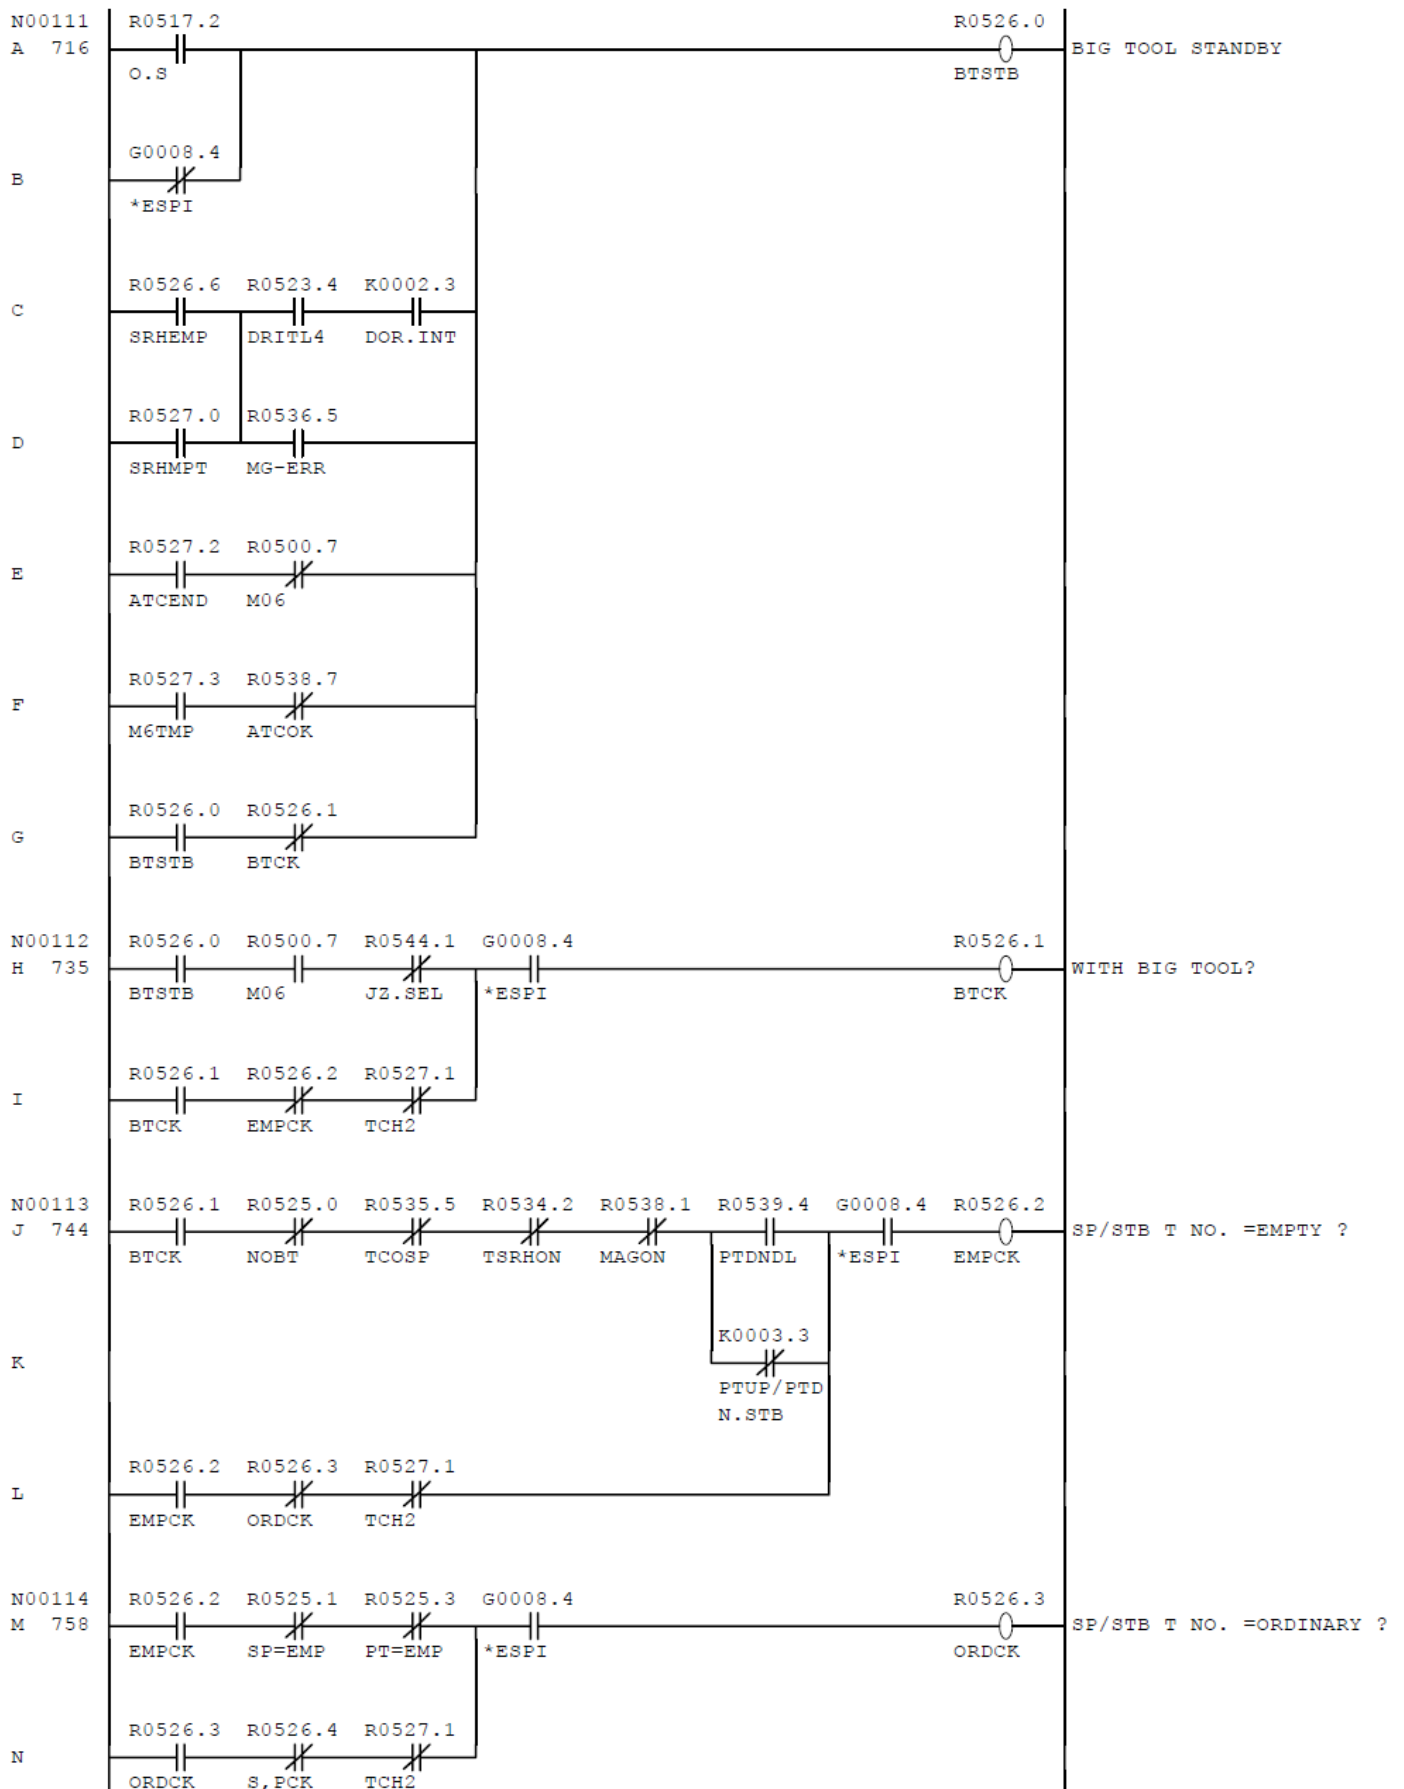 N00111 R0517.2 R0526.0
A 716 BIG TOOL STANDBY
O.S BTSTB
G0008.4
B
*ESPI
R0526.6 R0523.4 K0002.3
C
SRHEMP DRITL4 DOR.INT
R0527.0 R0536.5
D
SRHMPT MG-ERR
R0527.2 R0500.7
E
ATCEND M06
R0527.3 R0538.7
F
M6TMP ATCOK
R0526.0 R0526.1
G
BTSTB BTCK
N00112 R0526.0 R0500.7 R0544.1 G0008.4 R0526.1
H 735 WITH BIG TOOL?
BTSTB M06 JZ.SEL *ESPI BTCK
R0526.1 R0526.2 R0527.1
I
BTCK EMPCK TCH2
N00113 R0526.1 R0525.0 R0535.5 R0534.2 R0538.1 R0539.4 G0008.4 R0526.2
J 744 SP/STB T NO. =EMPTY ?
BTCK NOBT TCOSP TSRHON MAGON PTDNDL *ESPI EMPCK
K0003.3
K
PTUP/PTD
N.STB
R0526.2 R0526.3 R0527.1
L
EMPCK ORDCK TCH2
N00114 R0526.2 R0525.1 R0525.3 G0008.4 R0526.3
M 758 SP/STB T NO. =ORDINARY ?
EMPCK SP=EMP PT=EMP *ESPI ORDCK
R0526.3 R0526.4 R0527.1
N
ORDCK S,PCK TCH2